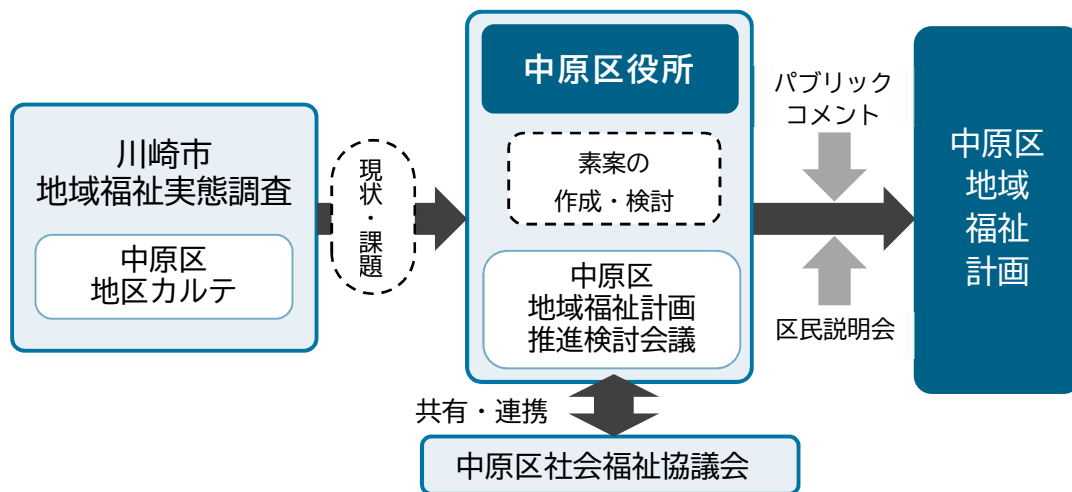 川崎市
地域福祉実態調査
中原区
地区カルテ
現状・課題
中原区役所
素案の
作成・検討
中原区
地域福祉計画
推進検討会議
共有・連携
中原区社会福祉協議会
パブリック
コメント
区民説明会
中原区
地域
福祉
計画